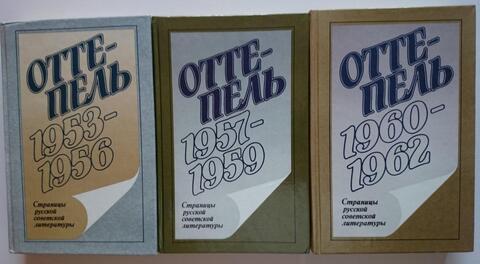 ОТТЕ-
ПЕЛЬ
1953-
1956
Страницы
русской
советской
литературы
ОТТЕ-
ПЕЛЬ
1957-
1959
Страницы
русской
советской
литературы
ОТТЕ-
ПЕЛЬ
1960-
1962
Страницы
русской
советской
литературы